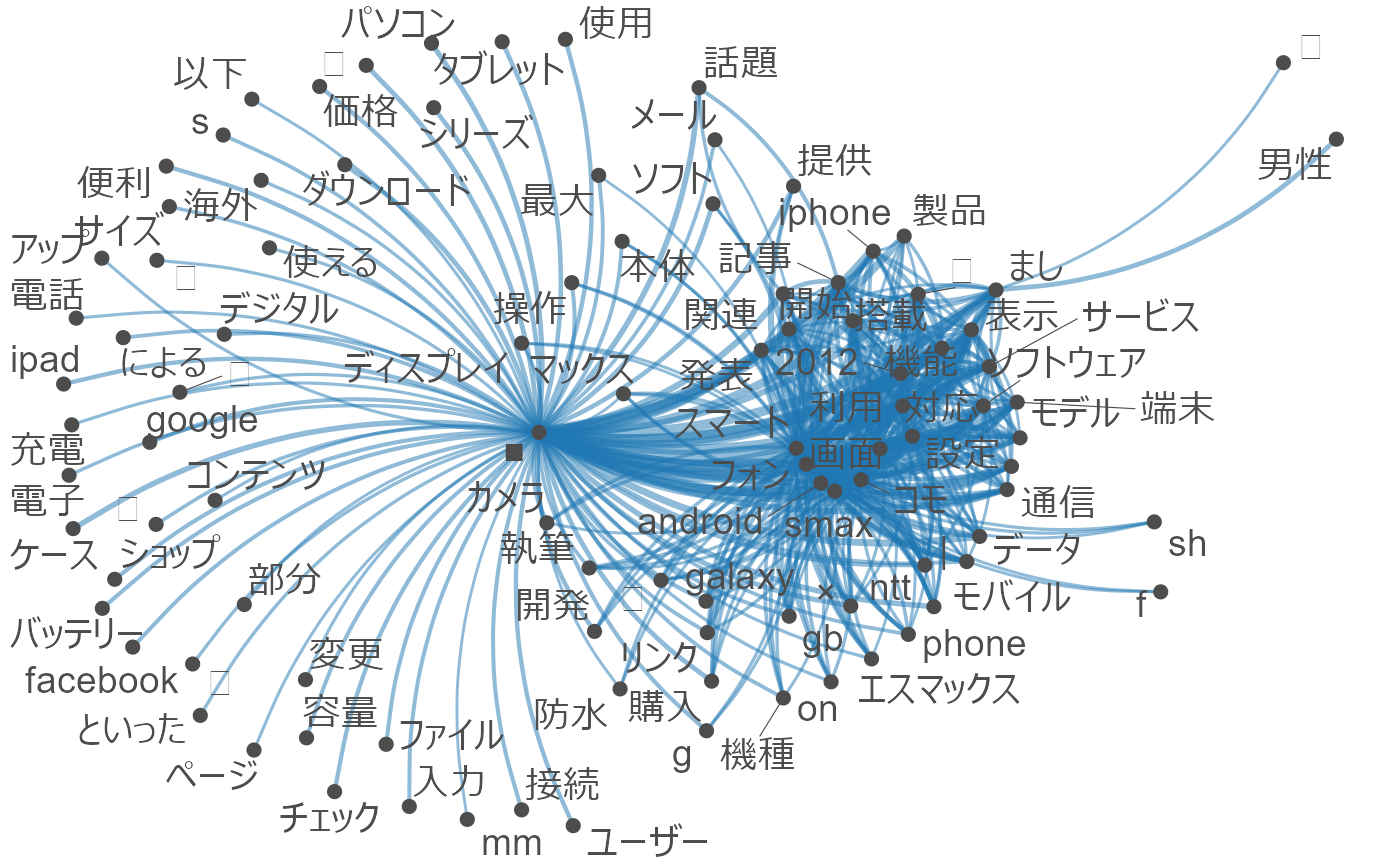 パソコン
使用
タブレット
話題
以下
価格
シリーズ
メール
s
提供
男性
便利
海外
ダウンロード
最大
ソフト
iphone
製品
サイズ
アップ
使える
本体
記事
まし
電話
デジタル
操作
関連
開始
搭載
表示
サービス
ipad
による
ディスプレイ
マックス
発表
2012
機能
ソフトウェア
google
スマート
利用
対応
モデル
端末
充電
コンテンツ
■
画面
設定
電子
カメラ
フォン
コモ
通信
ケース
ショップ
執筆
android
smax
|
データ
sh
部分
開発
galaxy
×
ntt
モバイル
f
バッテリー
facebook
変更
リンク
gb
phone
といった
容量
ファイル
防水
購入
on
エスマックス
ページ
g
機種
チェック
入力
接続
mm
ユーザー